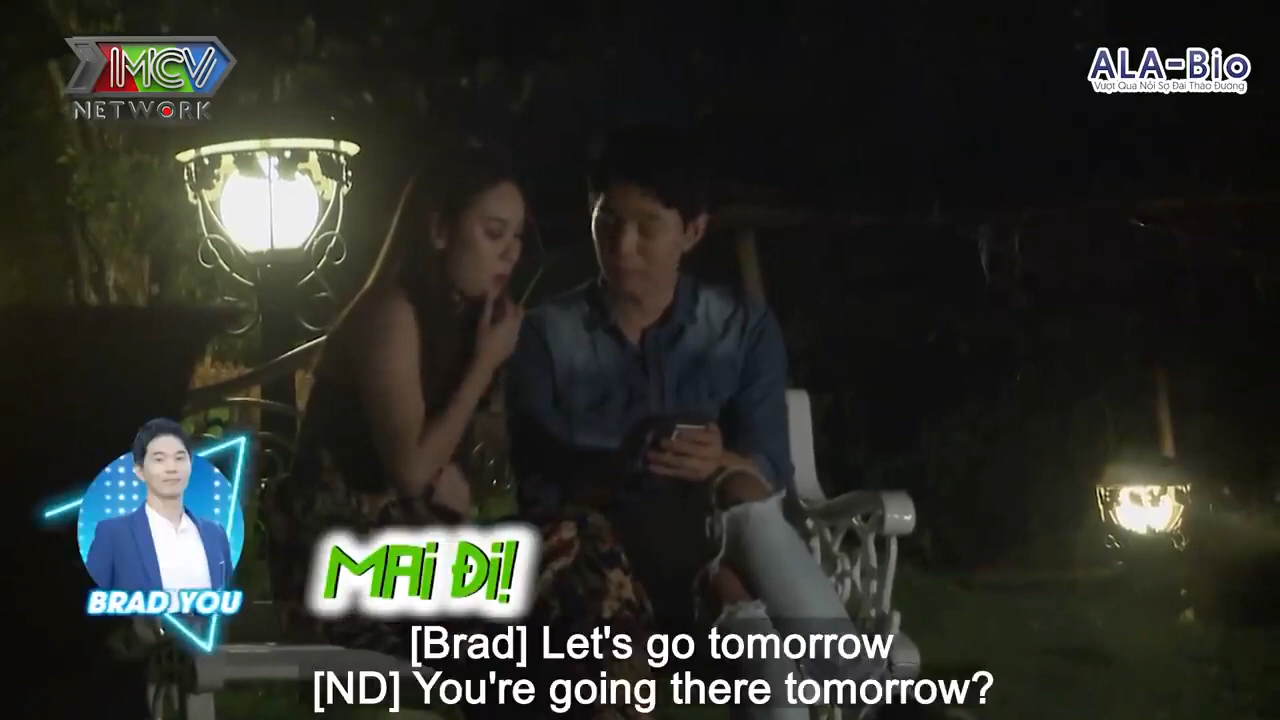 MCV
NETWORK
ALA-Bio
Vượt Qua Nỗi Sợ Đái Tháo Đường
BRAD YOU
MAi Đi!
[Brad] Let's go tomorrow
[ND] You're going there tomorrow?